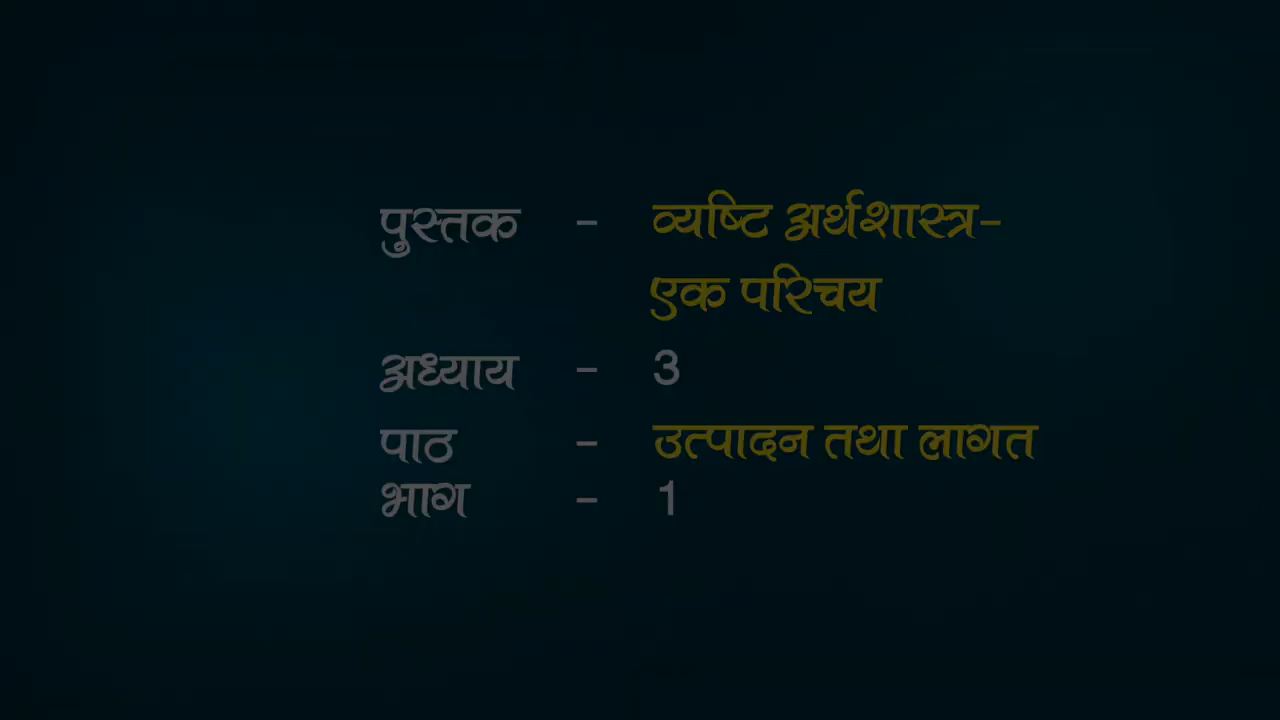 पुस्तक - व्यष्टि अर्थशास्त्र-
एक परिचय
अध्याय - 3
पाठ - उत्पादन तथा लागत
भाग - 1